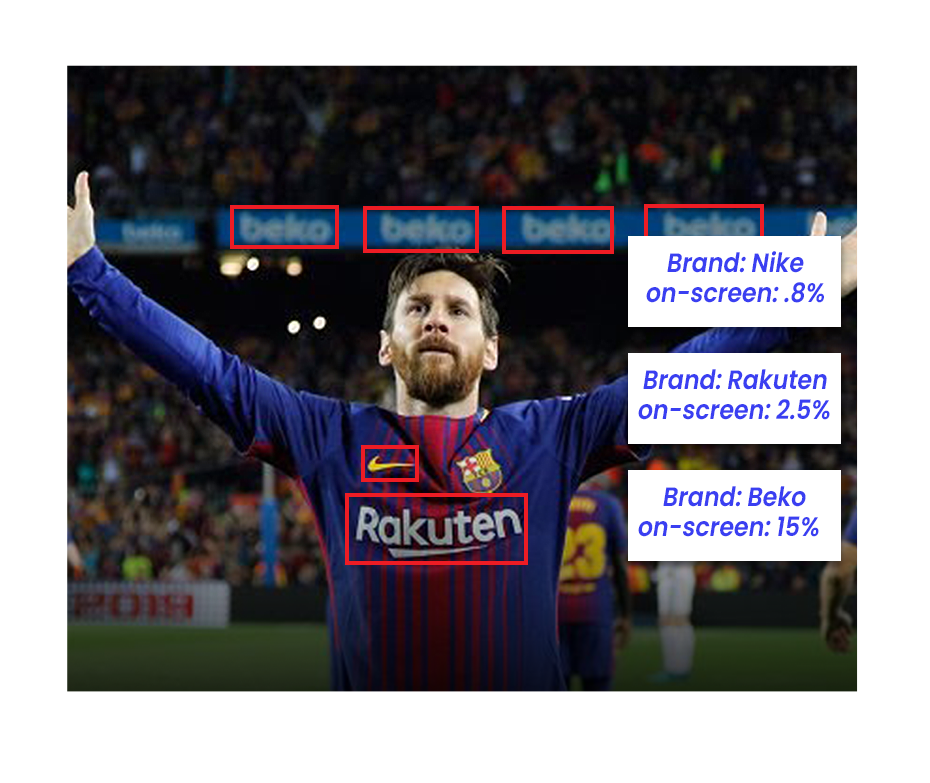 beko beko beko beko beko
Brand: Nike
on-screen: .8%
Brand: Rakuten
on-screen: 2.5%
Brand: Beko
on-screen: 15%
Rakuten
23
2019